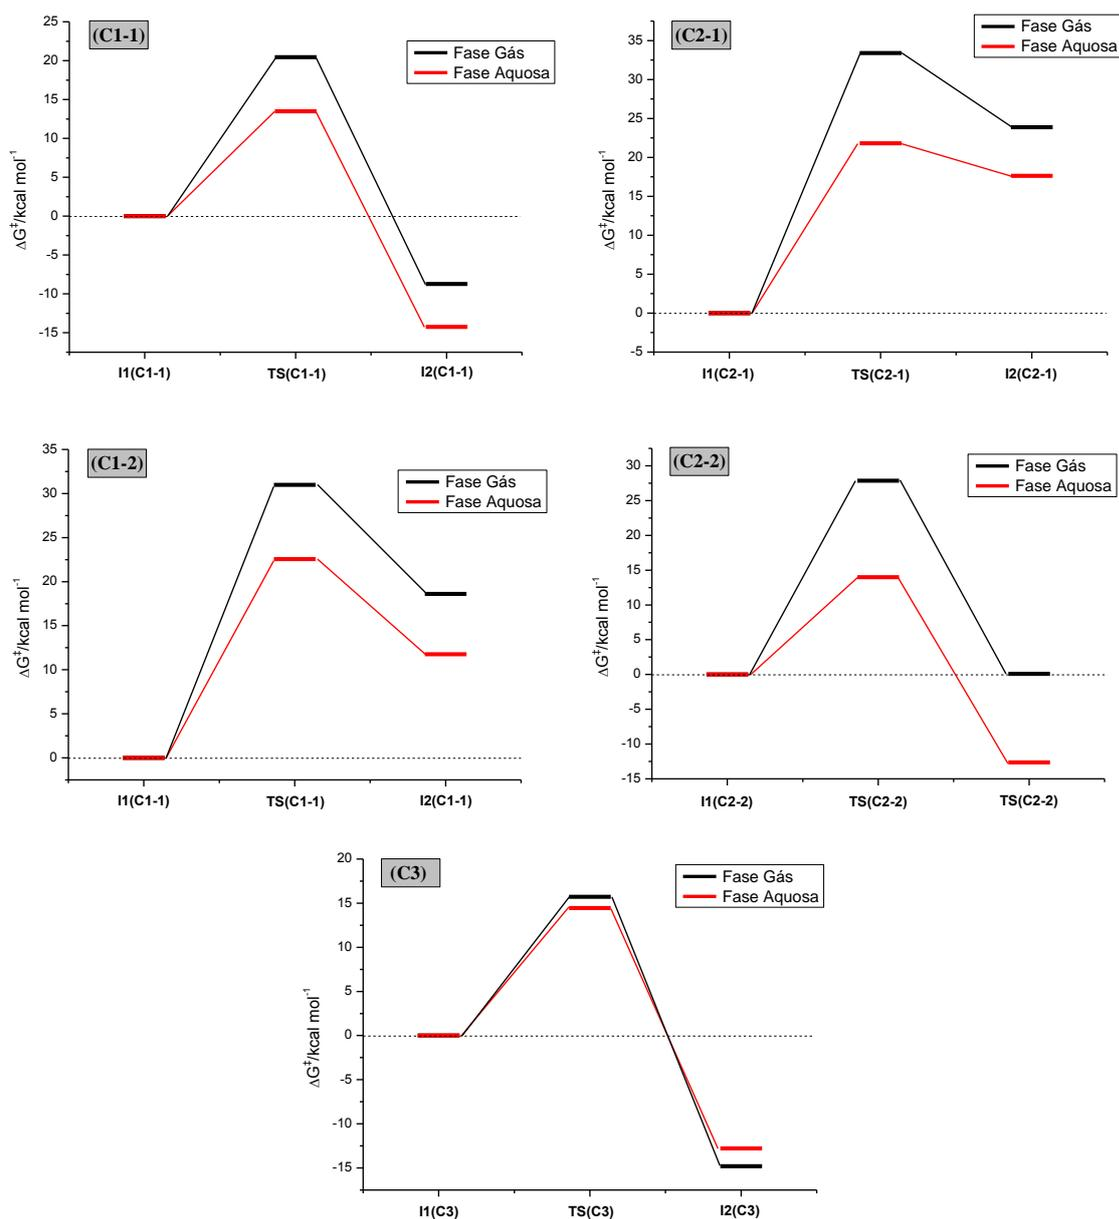 (C1-1)
Fase Gás
Fase Aquosa
25
20
15
10
5
0
-5
-10
-15
ΔG‡/kcal mol-1
I1(C1-1) TS(C1-1) I2(C1-1)
(C2-1)
Fase Gás
Fase Aquosa
35
30
25
20
15
10
5
0
-5
ΔG‡/kcal mol-1
I1(C2-1) TS(C2-1) I2(C2-1)
(C1-2)
Fase Gás
Fase Aquosa
35
30
25
20
15
10
5
0
ΔG‡/kcal mol-1
I1(C1-1) TS(C1-1) I2(C1-1)
(C2-2)
Fase Gás
Fase Aquosa
30
25
20
15
10
5
0
-5
-10
-15
ΔG‡/kcal mol-1
I1(C2-2) TS(C2-2) TS(C2-2)
(C3)
Fase Gás
Fase Aquosa
20
15
10
5
0
-5
-10
-15
ΔG‡/kcal mol-1
I1(C3) TS(C3) I2(C3)